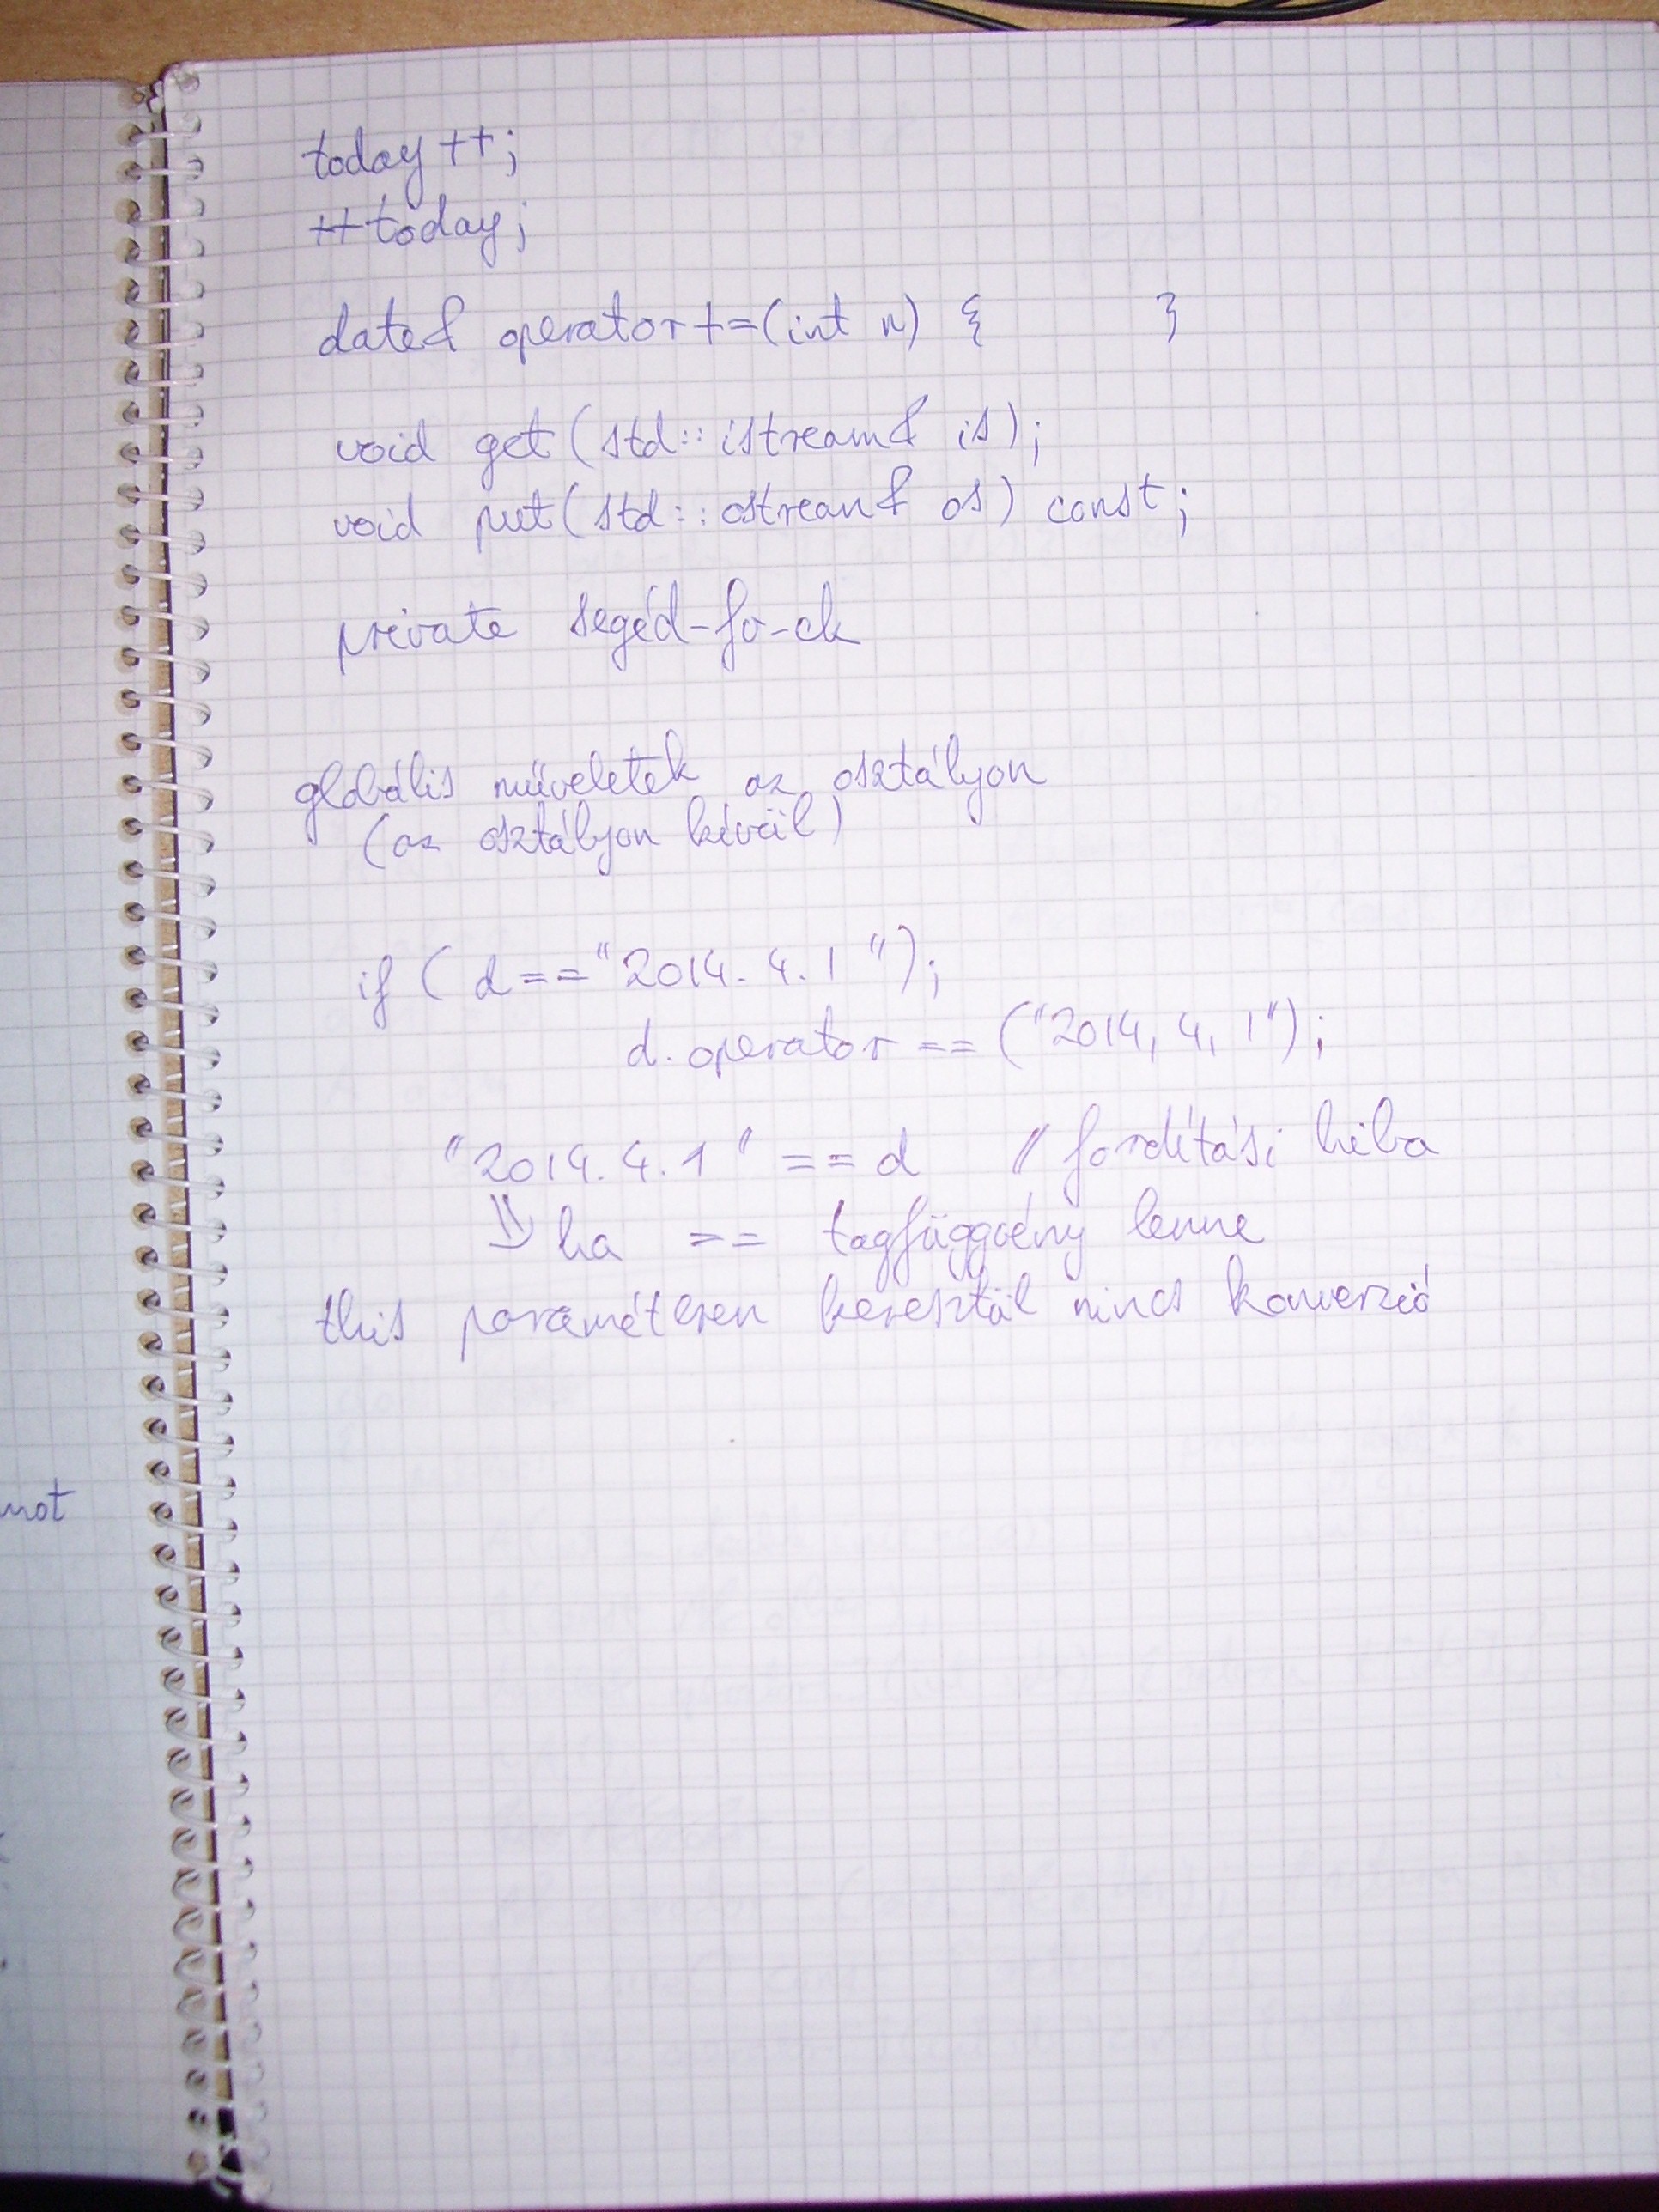 today++;
++today;
date& operator+=(int n) { }
void get(std::istream& is);
void put(std::ostream& os) const;
private segéd-fv-ek
globális műveletek az osztályon
(az osztályon kívül)
if (d=="2014.4.1");
d.operator==("2014,4,1");
"2014.4.1" == d // fordítási hiba
⇒ ha == tagfüggvény lenne
this paraméteren keresztül nincs konverzió
mot